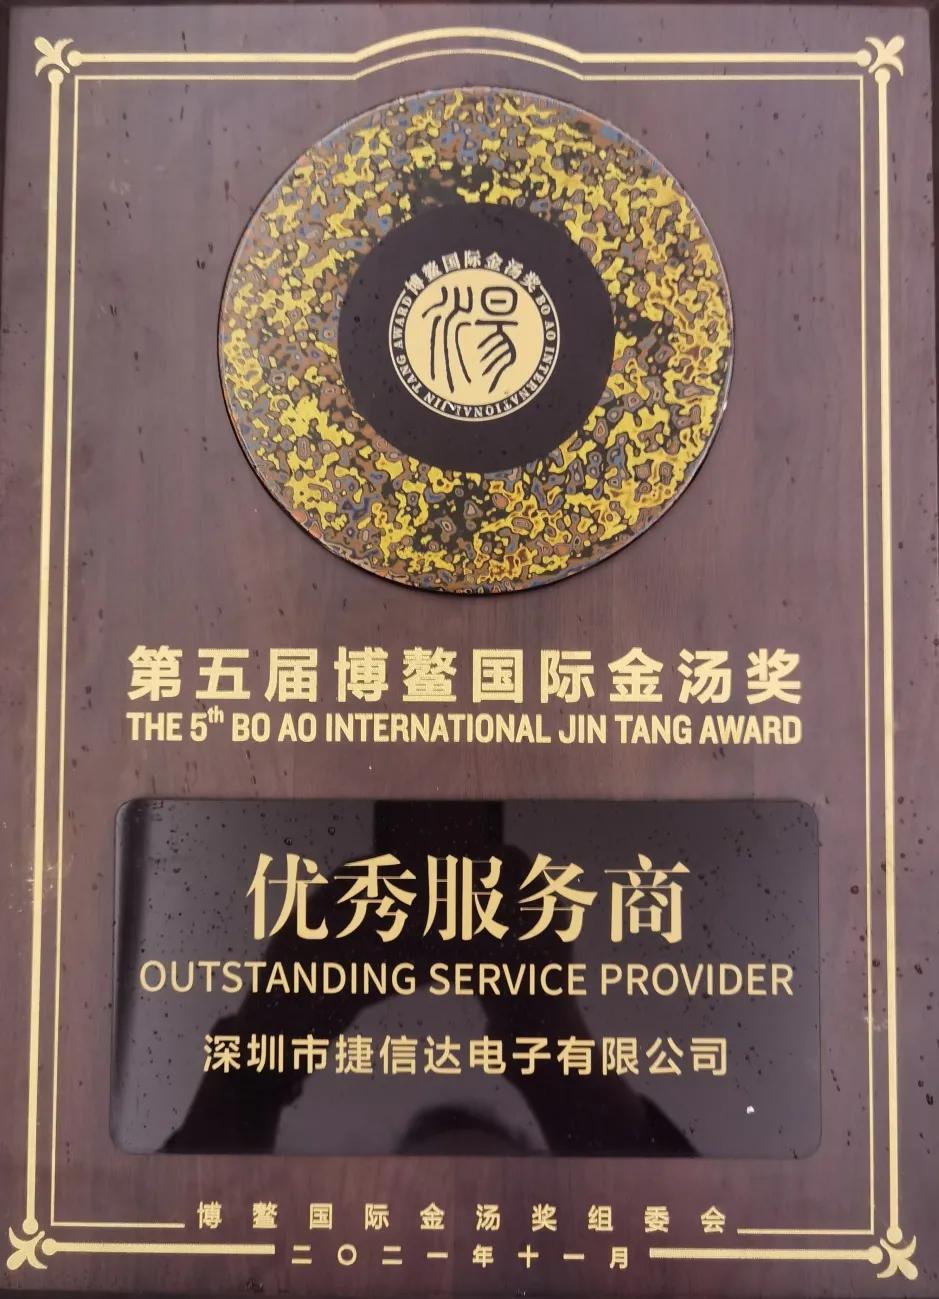 博鳌国际金汤奖 BO AO INTERNATIONAL JIN TANG AWARD
汤
第五届博鳌国际金汤奖
THE 5th BO AO INTERNATIONAL JIN TANG AWARD
优秀服务商
OUTSTANDING SERVICE PROVIDER
深圳市捷信达电子有限公司
博鳌国际金汤奖组委会
二〇二一年十一月